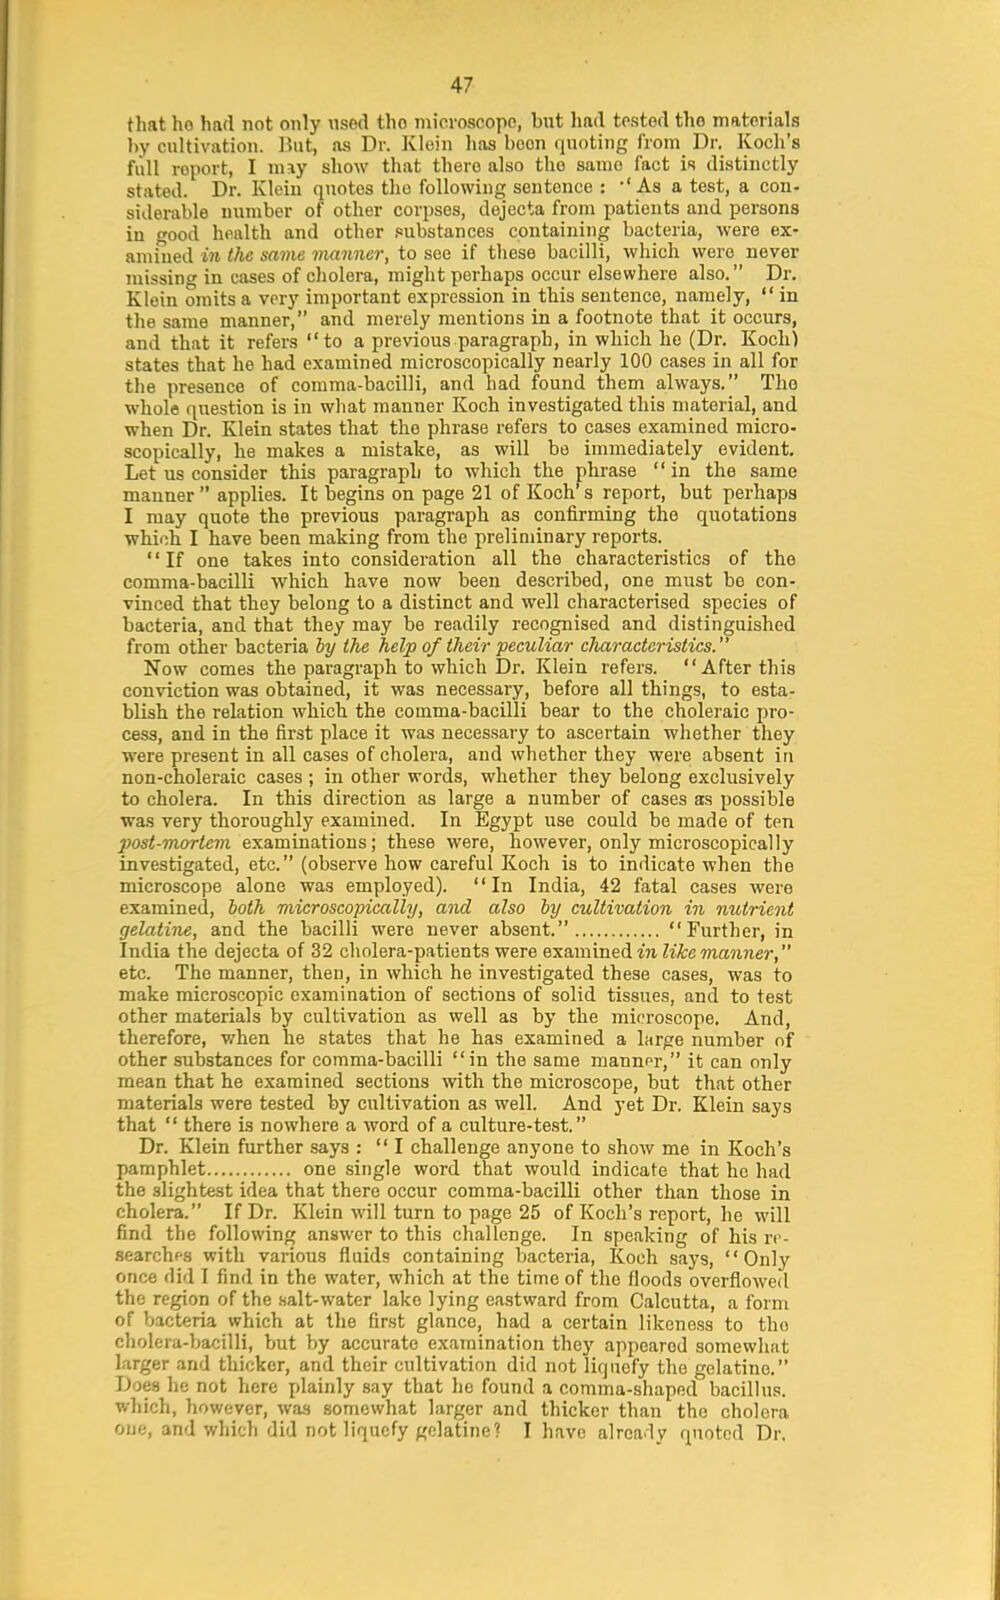 47
that he had not only used the microscope, but had tested the materials
by cultivation. But, as Dr. Klein has been quoting from Dr. Koch's
full report, I may show that there also the same fact is distinctly
stated. Dr. Klein quotes the following sentence : "As a test, a con-
siderable number of other corpses, dejecta from patients and persons
in good health and other substances containing bacteria, were ex-
amined in the same manner, to see if these bacilli, which were never
missing in cases of cholera, might perhaps occur elsewhere also." Dr.
Klein omits a very important expression in this sentence, namely, "in
the same manner," and merely mentions in a footnote that it occurs,
and that it refers "to a previous paragraph, in which he (Dr. Koch)
states that he had examined microscopically nearly 100 cases in all for
the presence of comma-bacilli, and had found them always." The
whole question is in what manner Koch investigated this material, and
when Dr. Klein states that the phrase refers to cases examined micro-
scopically, he makes a mistake, as will be immediately evident.
Let us consider this paragraph to which the phrase "in the same
manner" applies. It begins on page 21 of Koch's report, but perhaps
I may quote the previous paragraph as confirming the quotations
which I have been making from the preliminary reports.
"If one takes into consideration all the characteristics of the
comma-bacilli which have now been described, one must be con-
vinced that they belong to a distinct and well characterised species of
bacteria, and that they may be readily recognised and distinguished
from other bacteria by the help of their peculiar characteristics."
Now comes the paragraph to which Dr. Klein refers. "After this
conviction was obtained, it was necessary, before all things, to esta-
blish the relation which the comma-bacilli bear to the choleraic pro-
cess, and in the first place it was necessary to ascertain whether they
were present in all cases of cholera, and whether they were absent in
non-choleraic cases ; in other words, whether they belong exclusively
to cholera. In this direction as large a number of cases as possible
was very thoroughly examined. In Egypt use could be made of ten
post-mortem examinations; these were, however, only microscopically
investigated, etc." (observe how careful Koch is to indicate when the
microscope alone was employed). "In India, 42 fatal cases were
examined, both microscopically, and also by cultivation in nutrient
gelatine, and the bacilli were never absent."............ "Further, in
India the dejecta of 32 cholera-patients were examined in like manner,"
etc. The manner, then, in which he investigated these cases, was to
make microscopic examination of sections of solid tissues, and to test
other materials by cultivation as well as by the microscope. And,
therefore, when he states that he has examined a large number of
other substances for comma-bacilli "in the same manner," it can only
mean that he examined sections with the microscope, but that other
materials were tested by cultivation as well. And yet Dr. Klein says
that " there is nowhere a word of a culture-test."
Dr. Klein further says : " I challenge anyone to show me in Koch's
pamphlet............ one single word that would indicate that he had
the slightest idea that there occur comma-bacilli other than those in
cholera." If Dr. Klein will turn to page 25 of Koch's report, he will
find the following answer to this challenge. In speaking of his re-
searches with various fluids containing bacteria, Koch says, "Only
once did I find in the water, which at the time of the floods overflowed
the region of the salt-water lake lying eastward from Calcutta, a form
of bacteria which at the first glance, had a certain likeness to the
cholera-bacilli, but by accurate examination they appeared somewhat
larger and thicker, and their cultivation did not liquefy the gelatine."
Does he not here plainly say that he found a comma-shaped bacillus.
which, however, was somewhat larger and thicker than the cholera
one, and which did not liquefy gelatine? I have already quoted Dr.